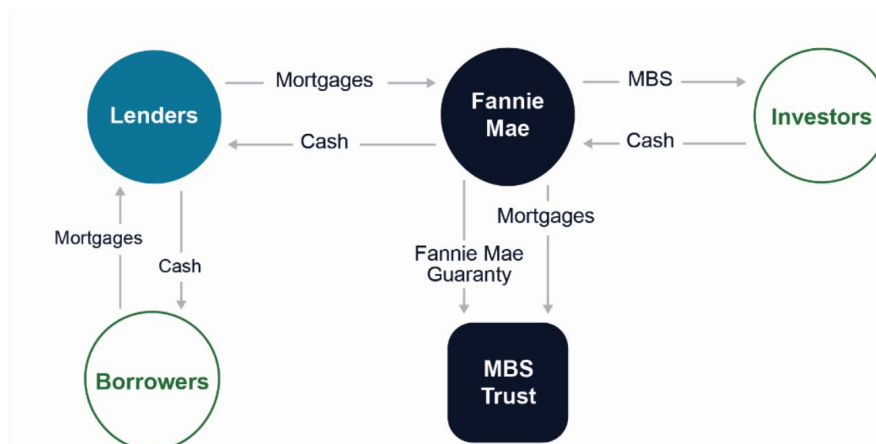 Mortgages
MBS
Lenders
Fannie
Mae
Investors
Cash
Cash
Mortgages
Cash
Fannie Mae
Guaranty
Mortgages
Borrowers
MBS
Trust